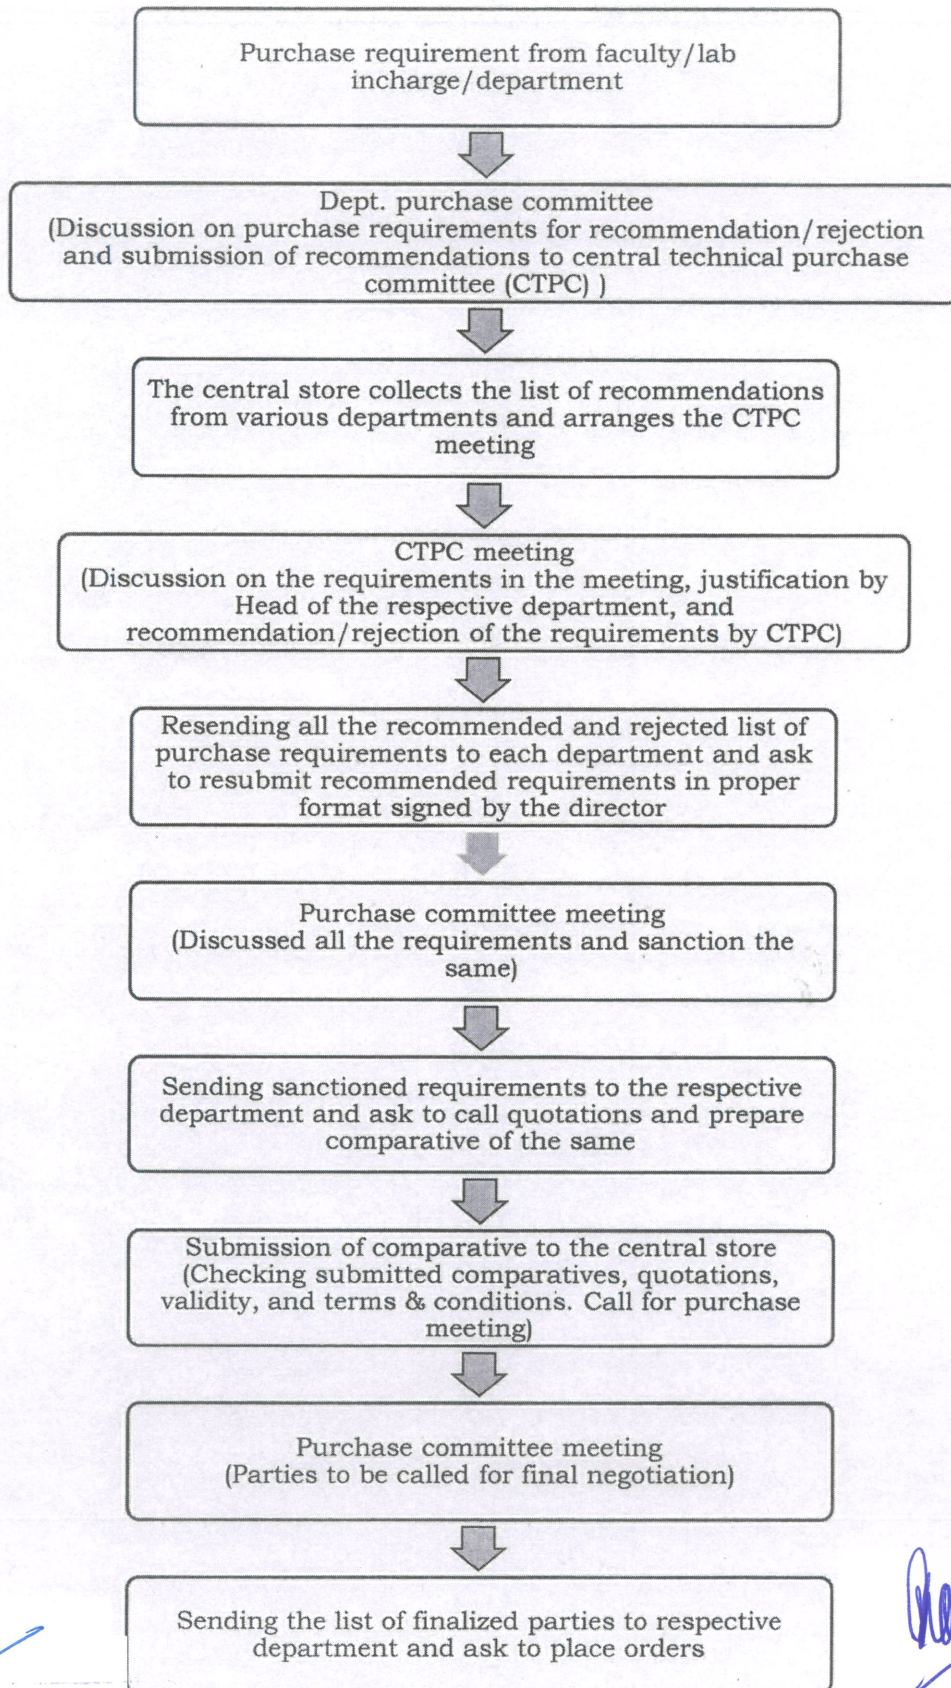 Purchase requirement from faculty/lab
incharge/department
Dept. purchase committee
(Discussion on purchase requirements for recommendation/rejection
and submission of recommendations to central technical purchase
committee (CTPC) )
The central store collects the list of recommendations
from various departments and arranges the CTPC
meeting
CTPC meeting
(Discussion on the requirements in the meeting, justification by
Head of the respective department, and
recommendation/rejection of the requirements by CTPC)
Resending all the recommended and rejected list of
purchase requirements to each department and ask
to resubmit recommended requirements in proper
format signed by the director
Purchase committee meeting
(Discussed all the requirements and sanction the
same)
Sending sanctioned requirements to the respective
department and ask to call quotations and prepare
comparative of the same
Submission of comparative to the central store
(Checking submitted comparatives, quotations,
validity, and terms & conditions. Call for purchase
meeting)
Purchase committee meeting
(Parties to be called for final negotiation)
Sending the list of finalized parties to respective
department and ask to place orders